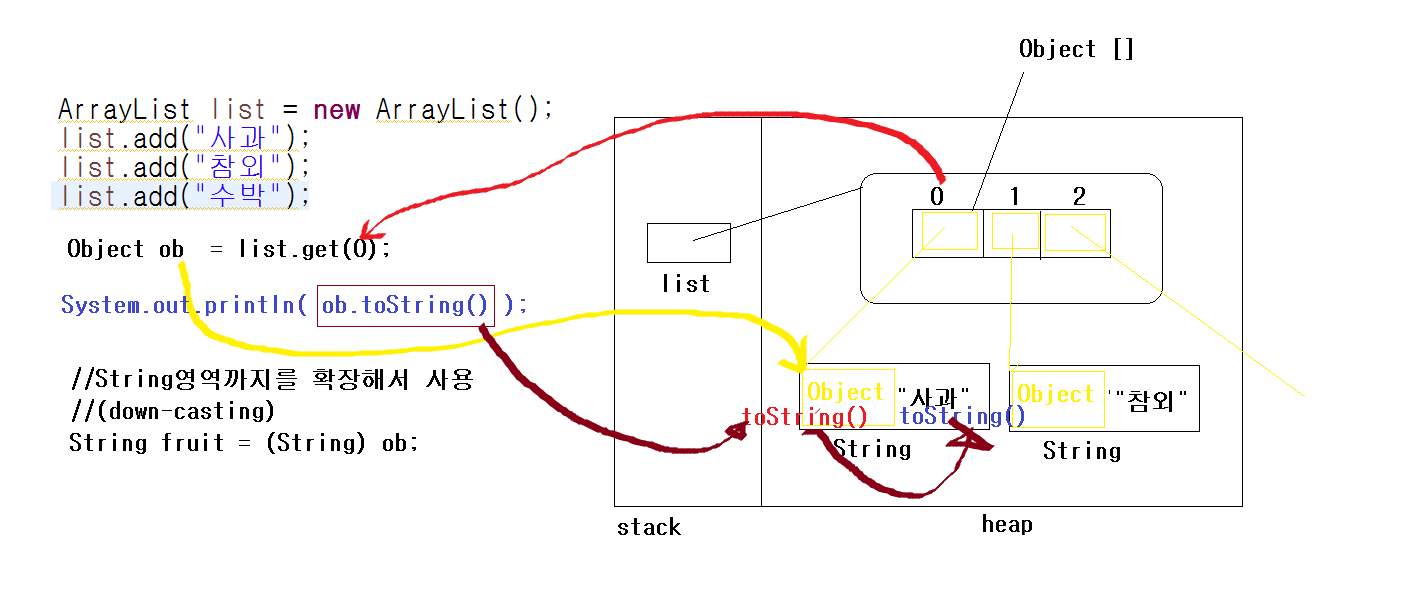 ArrayList list = new ArrayList();
list.add("사과");
list.add("참외");
list.add("수박");
Object ob = list.get(0);
System.out.println( ob.toString() );
//String영역까지를 확장해서 사용
//(down-casting)
String fruit = (String) ob;
Object []
0 1 2
list
Object "사과"
toString() toString()
String
Object "참외"
String
stack
heap